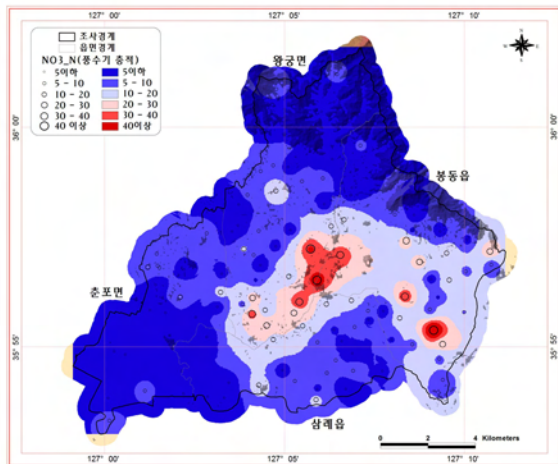 127° 00'
127° 05'
127° 10'
조사경계
읍면경계
NO3_N(풍수기 충적)
5이하 5이하
5 - 10 5 - 10
10 - 20 10 - 20
20 - 30 20 - 30
30 - 40 30 - 40
40 이상 40이상
왕궁면
N
36° 00'
36° 00'
봉동읍
춘포면
35° 55'
35° 55'
삼례읍
0 2 4 Kilometers
127° 00'
127° 05'
127° 10'